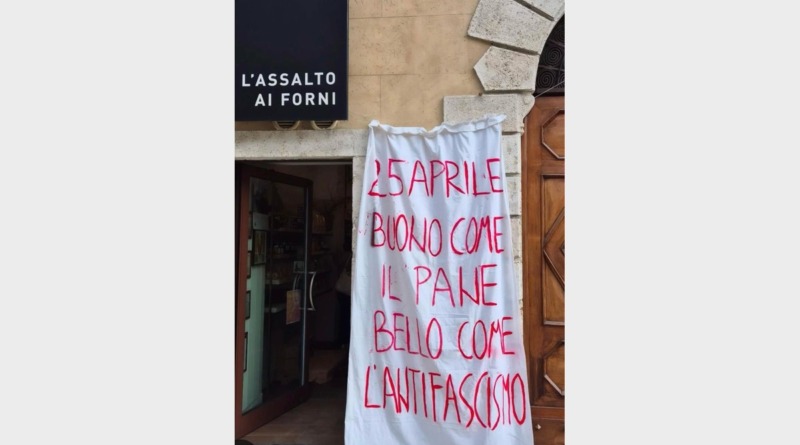 L'ASSALTO
AI FORNI
25 APRILE
BUONO COME
IL PANE
BELLO COME
L'ANTIFASCISMO